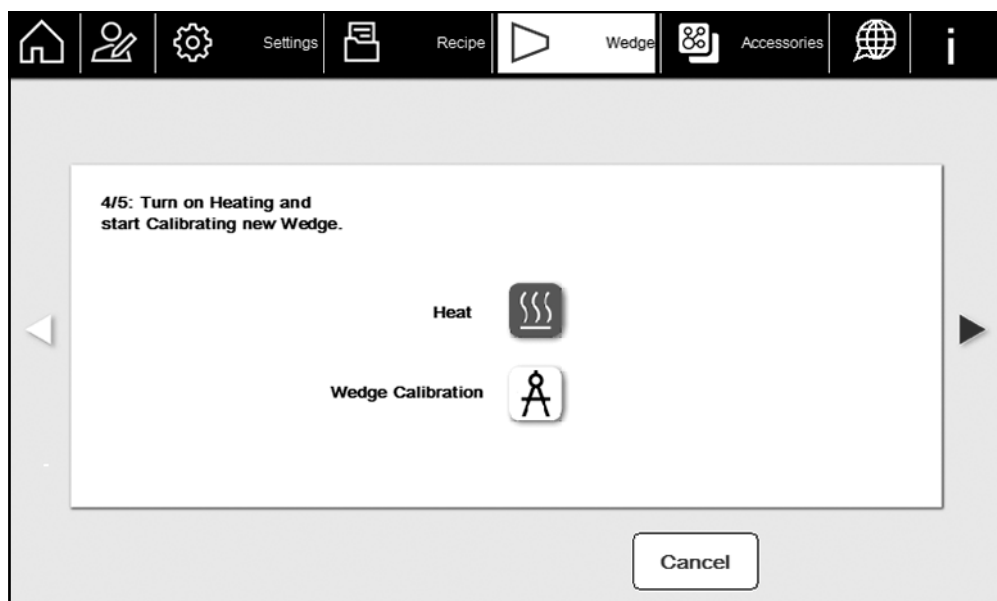 Settings Recipe Wedge Accessories i
4/5: Turn on Heating and
start Calibrating new Wedge.
Heat
Wedge Calibration
Cancel